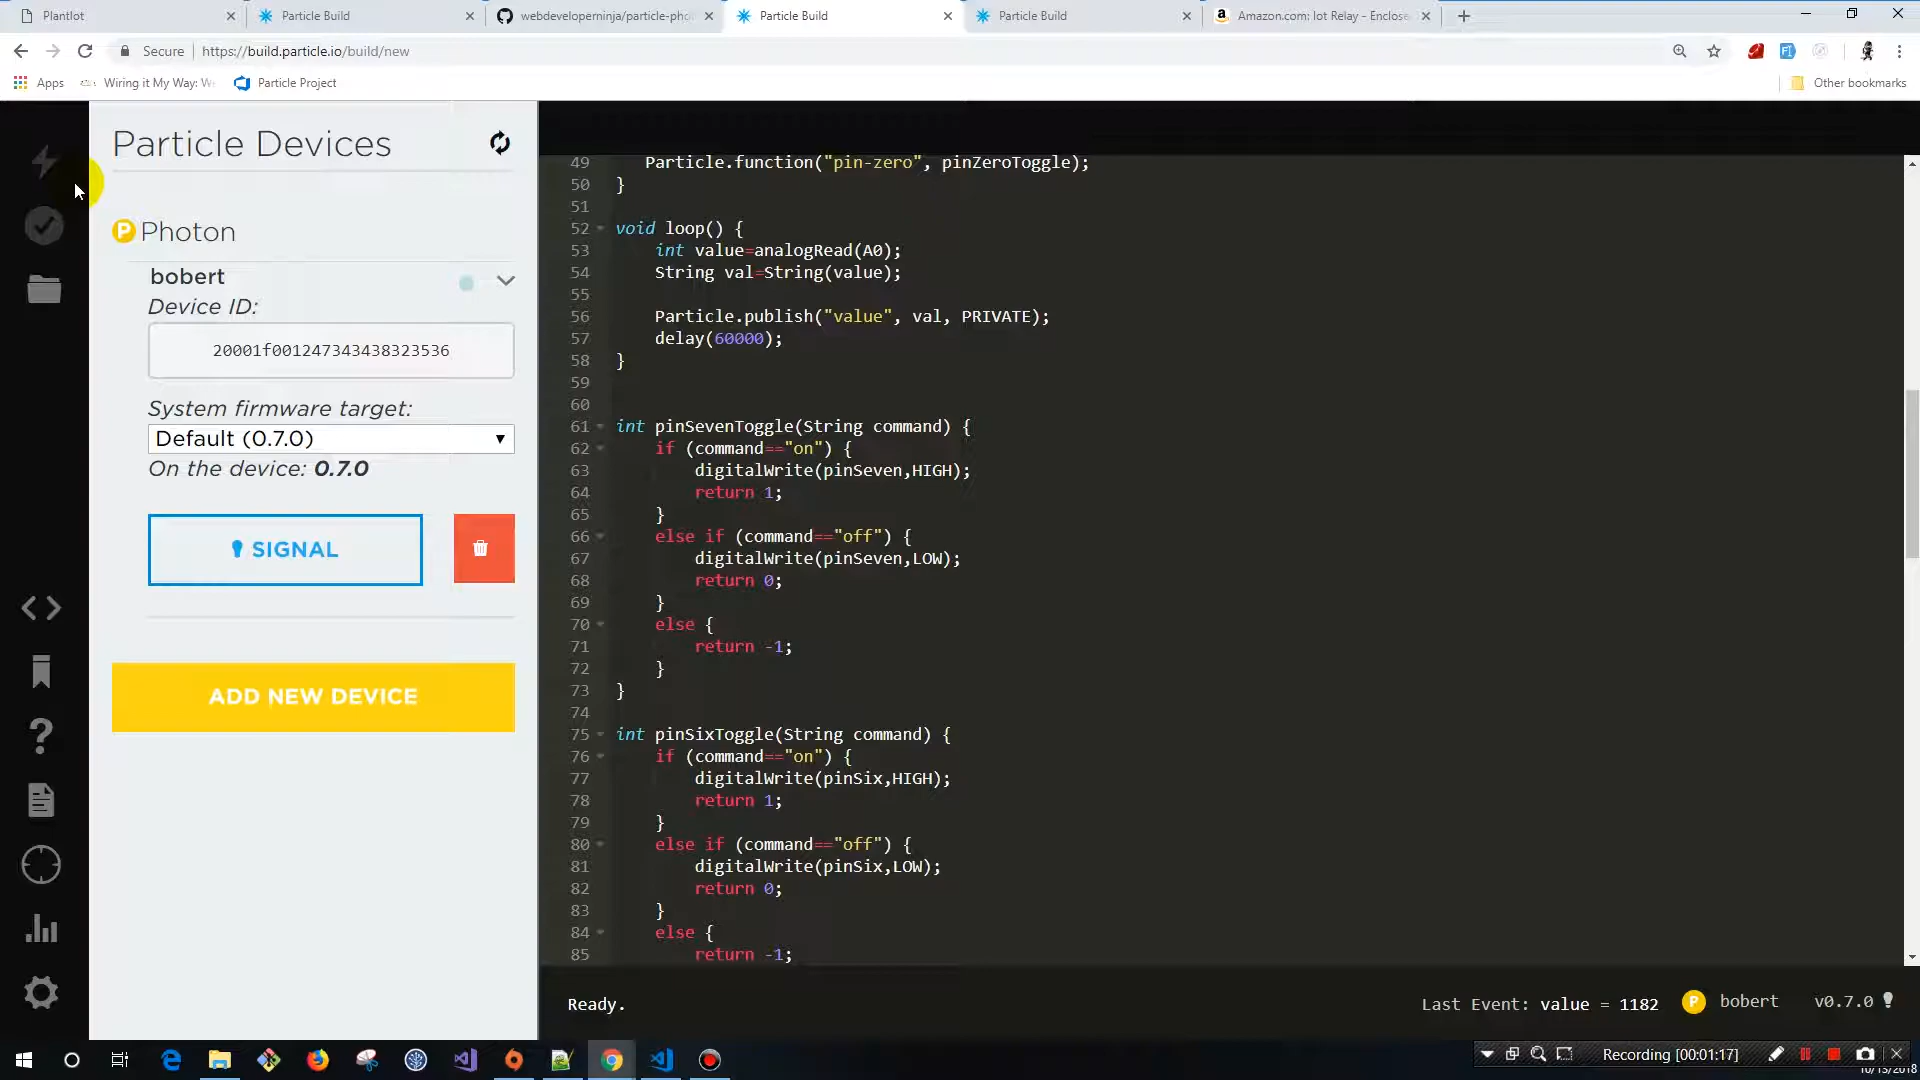 Plantlot
Particle Build
webdeveloperninja/particle-pho
Particle Build
Particle Build
Amazon.com: Iot Relay - Enclose
Secure
https://build.particle.io/build/new
Apps
Wiring it My Way: W
Particle Project
Other bookmarks
Particle Devices
Photon
bobert
Device ID:
20001f001247343438323536
System firmware target:
Default (0.7.0)
On the device: 0.7.0
SIGNAL
ADD NEW DEVICE
49 Particle.function("pin-zero", pinZeroToggle);
50 }
51
52 void loop() {
53 int value=analogRead(A0);
54 String val=String(value);
55
56 Particle.publish("value", val, PRIVATE);
57 delay(60000);
58 }
59
60
61 int pinSevenToggle(String command) {
62 if (command=="on") {
63 digitalWrite(pinSeven,HIGH);
64 return 1;
65 }
66 else if (command=="off") {
67 digitalWrite(pinSeven,LOW);
68 return 0;
69 }
70 else {
71 return -1;
72 }
73 }
74
75 int pinSixToggle(String command) {
76 if (command=="on") {
77 digitalWrite(pinSix,HIGH);
78 return 1;
79 }
80 else if (command=="off") {
81 digitalWrite(pinSix,LOW);
82 return 0;
83 }
84 else {
85 return -1;
Ready.
Last Event: value = 1182
bobert
v0.7.0
Recording [00:01:17]
10/13/2018